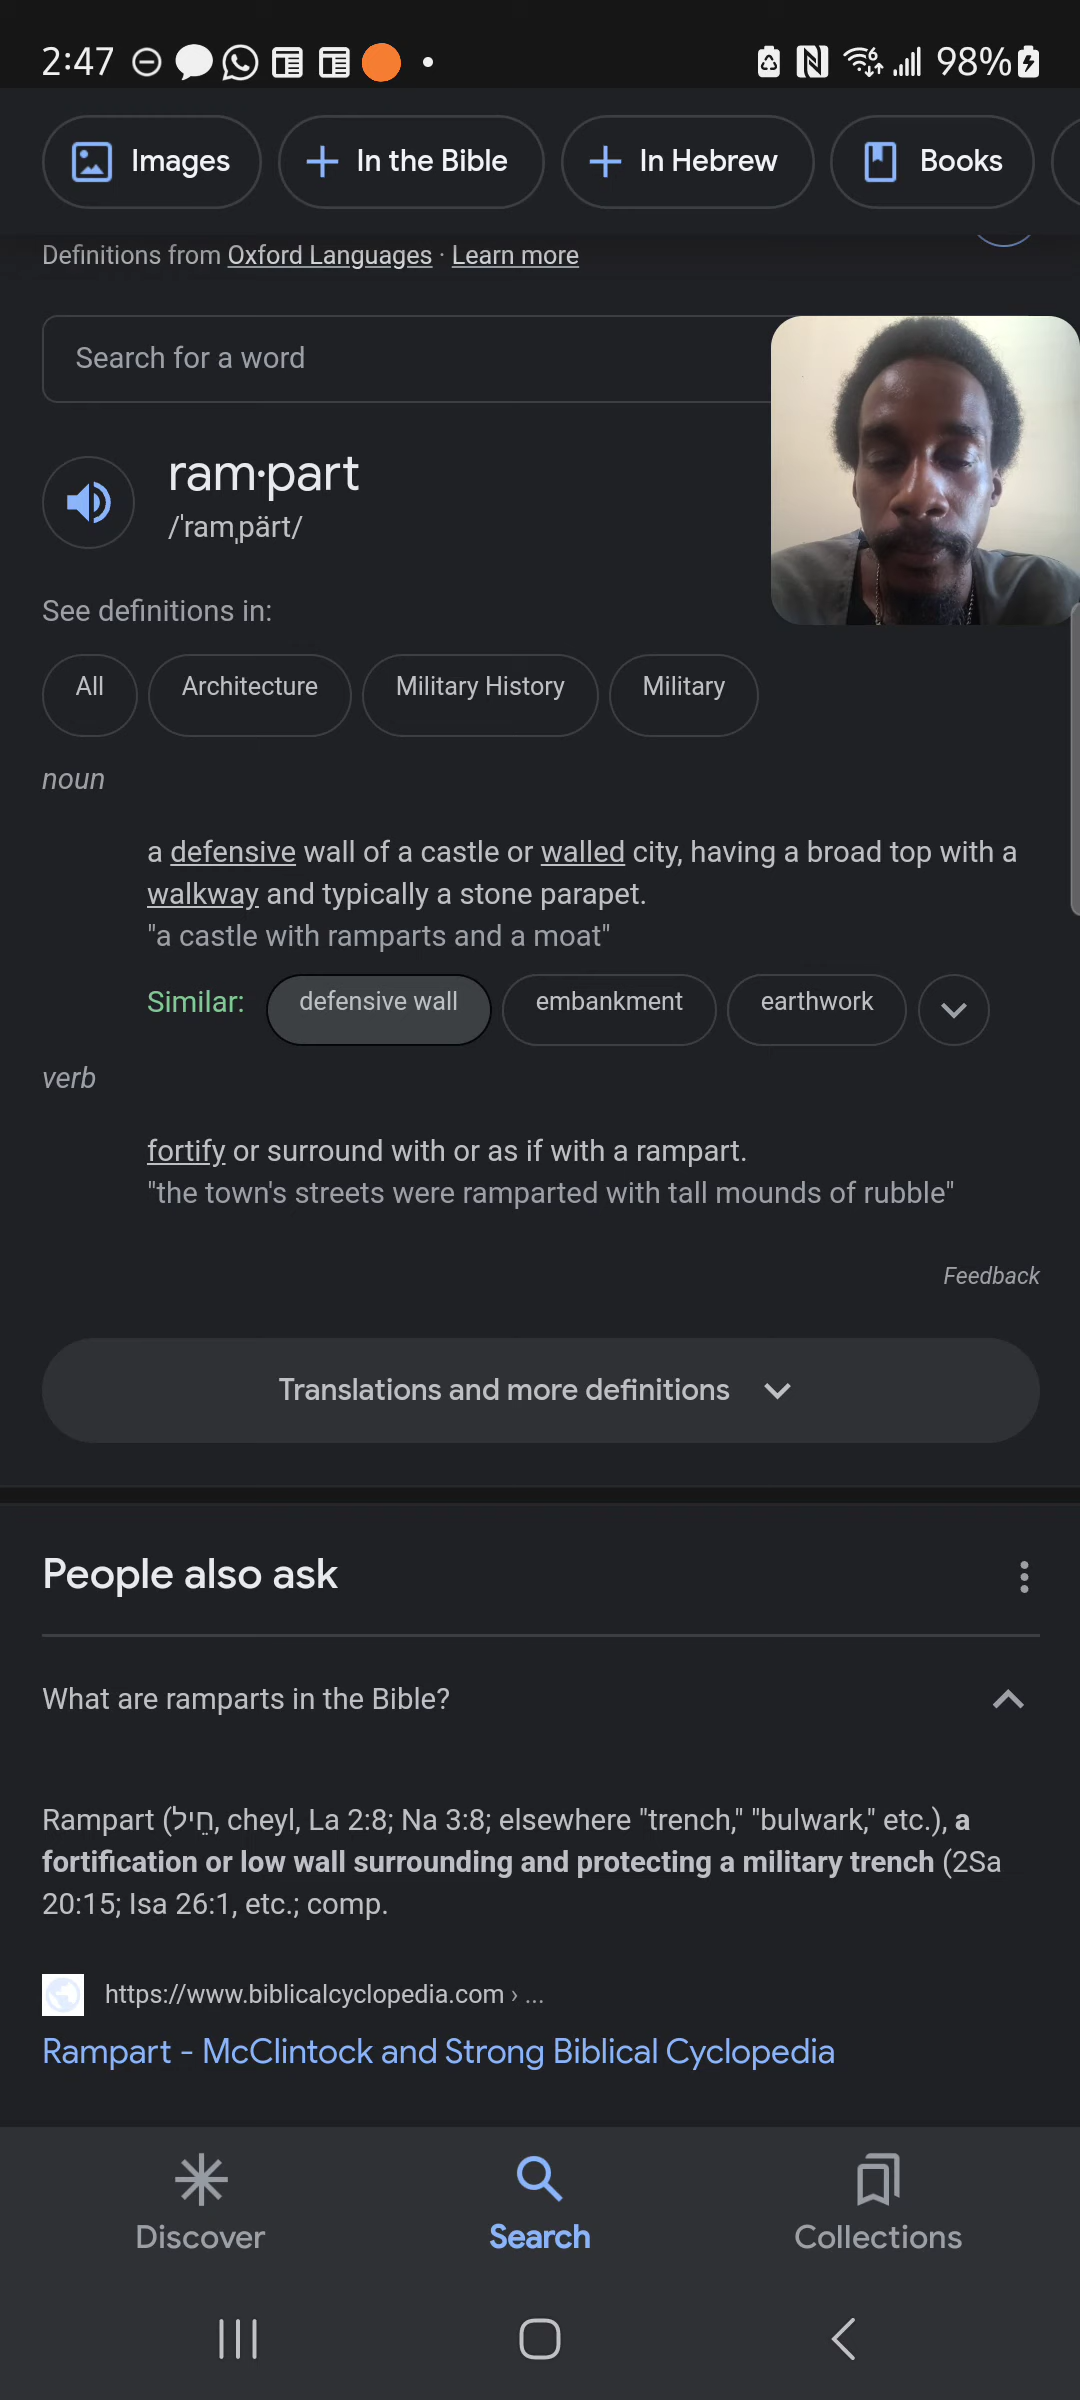 2:47 98%
Images In the Bible In Hebrew Books
Definitions from Oxford Languages · Learn more
Search for a word
ram·part
/ˈramˌpärt/
See definitions in:
All Architecture Military History Military
noun
a defensive wall of a castle or walled city, having a broad top with a
walkway and typically a stone parapet.
"a castle with ramparts and a moat"
Similar: defensive wall embankment earthwork
verb
fortify or surround with or as if with a rampart.
"the town's streets were ramparted with tall mounds of rubble"
Feedback
Translations and more definitions
People also ask
What are ramparts in the Bible?
Rampart (חֵיל, cheyl, La 2:8; Na 3:8; elsewhere "trench," "bulwark," etc.), a
fortification or low wall surrounding and protecting a military trench (2Sa
20:15; Isa 26:1, etc.; comp.
https://www.biblicalcyclopedia.com › ...
Rampart - McClintock and Strong Biblical Cyclopedia
Discover Search Collections